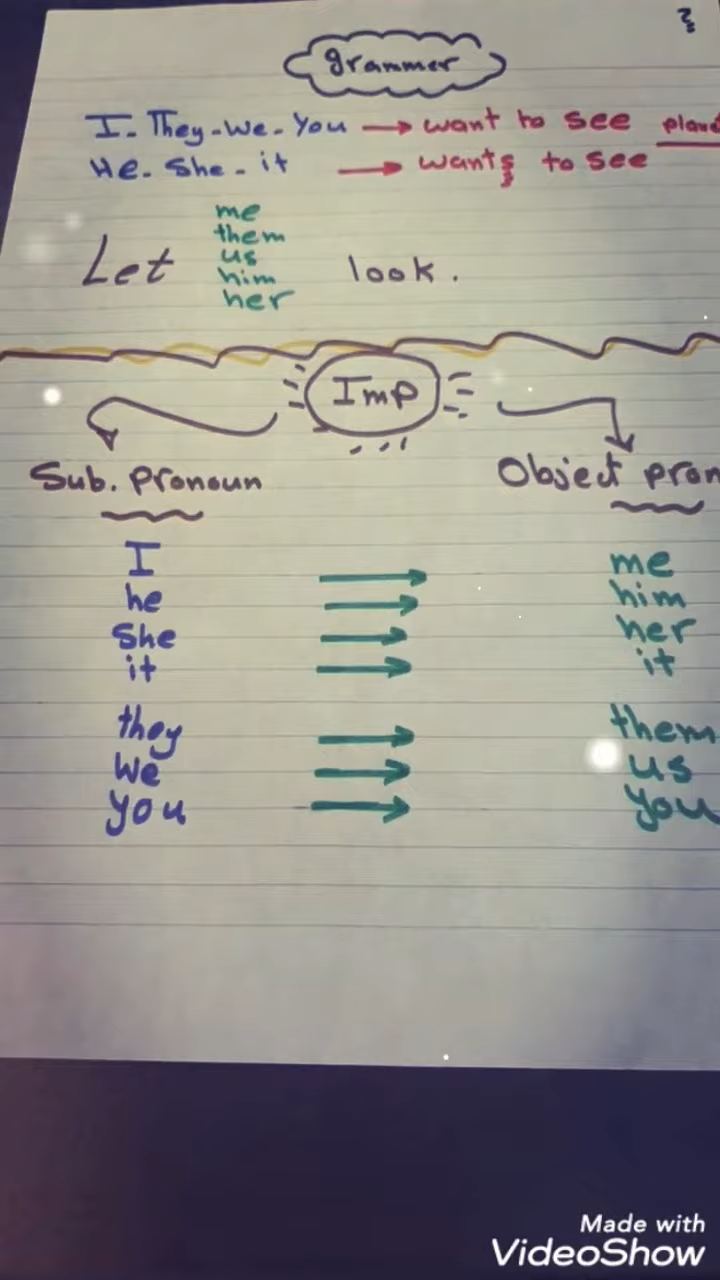 grammer
I - They - we - You → want to see
He - She - it → wants to see
me
them
us
him
her
Let look.
Imp
Sub. Pronoun Object
I → me
he → him
She → her
it → it
they → them
We → us
you → you
Made with
VideoShow